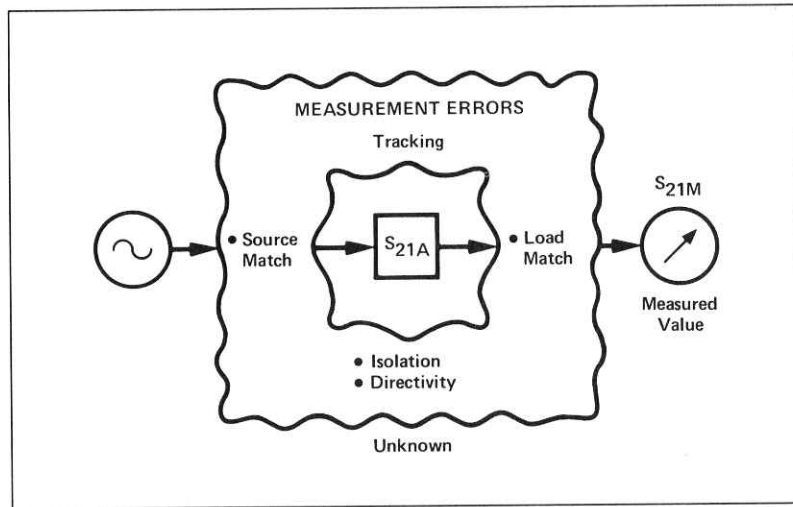 MEASUREMENT ERRORS
Tracking
S21M
• Source
Match
S21A
• Load
Match
Measured
Value
• Isolation
• Directivity
Unknown